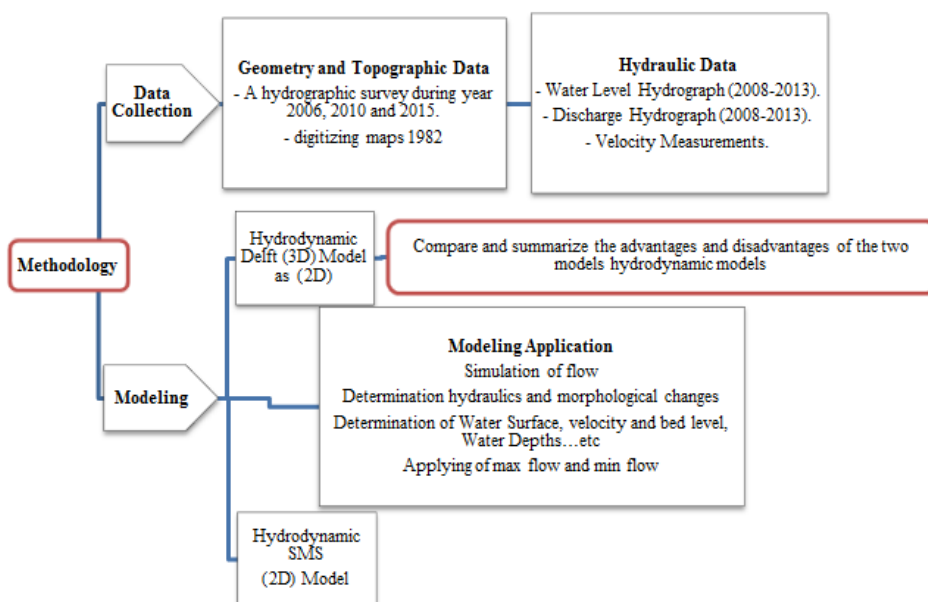 Methodology
Data
Collection
Geometry and Topographic Data
- A hydrographic survey during year
2006, 2010 and 2015.
- digitizing maps 1982
Hydraulic Data
- Water Level Hydrograph (2008-2013).
- Discharge Hydrograph (2008-2013).
- Velocity Measurements.
Modeling
Hydrodynamic
Delft (3D) Model
as (2D)
Compare and summarize the advantages and disadvantages of the two
models hydrodynamic models
Modeling Application
Simulation of flow
Determination hydraulics and morphological changes
Determination of Water Surface, velocity and bed level,
Water Depths…etc
Applying of max flow and min flow
Hydrodynamic
SMS
(2D) Model